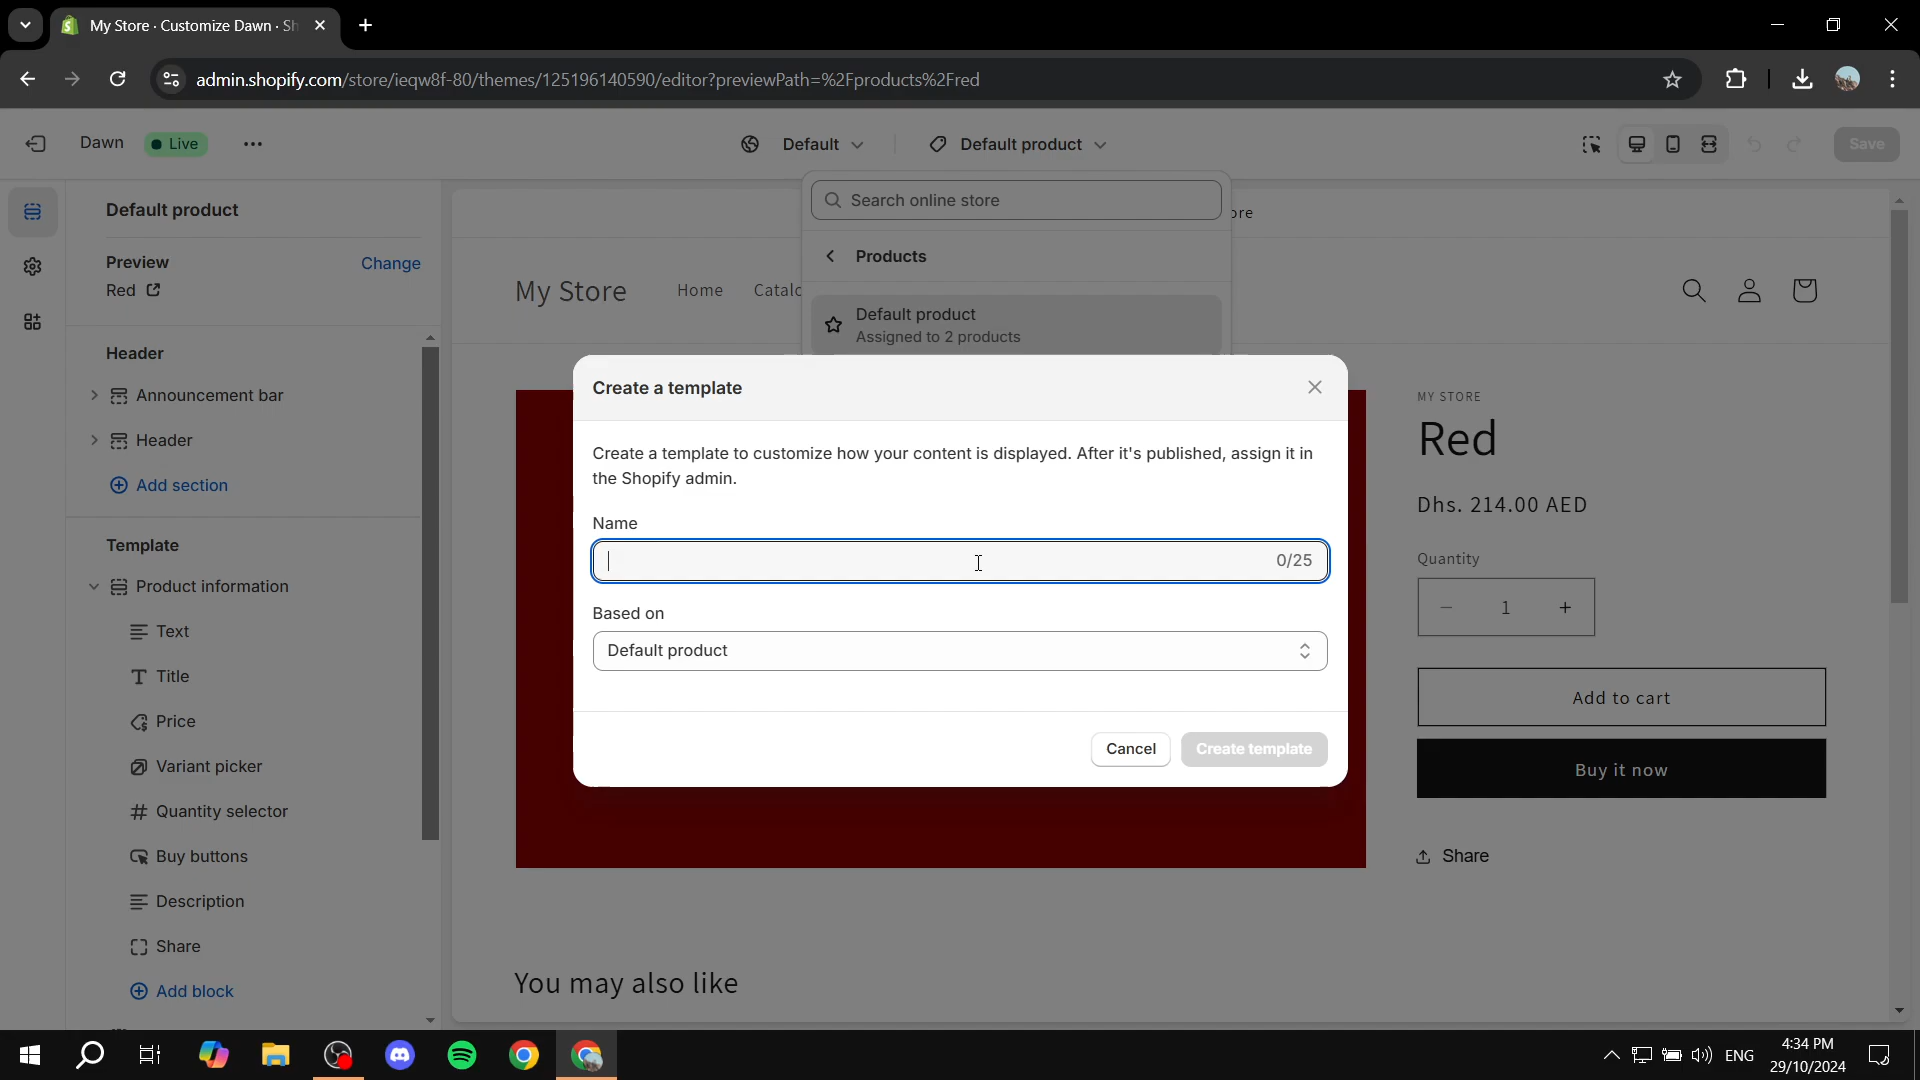 My Store · Customize Dawn · Sh
admin.shopify.com/store/ieqw8f-80/themes/125196140590/editor?previewPath=%2Fproducts%2Fred
Dawn
Live
Default
Default product
Save
Default product
Preview
Change
Red
Header
Announcement bar
Header
Add section
Template
Product information
Text
Title
Price
Variant picker
Quantity selector
Buy buttons
Description
Share
Add block
Search online store
Products
Default product
Assigned to 2 products
My Store
Home
Create a template
Create a template to customize how your content is displayed. After it's published, assign it in
the Shopify admin.
Name
0/25
Based on
Default product
Cancel
Create template
MY STORE
Red
Dhs. 214.00 AED
Quantity
1
Add to cart
Buy it now
Share
You may also like
ENG
4:34 PM
29/10/2024